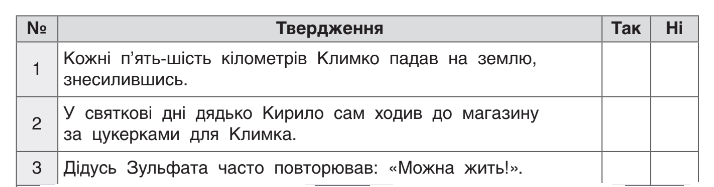 № Твердження Так Ні
1 Кожні п’ять-шість кілометрів Климко падав на землю,
знесилившись.
2 У святкові дні дядько Кирило сам ходив до магазину
за цукерками для Климка.
3 Дідусь Зульфата часто повторював: «Можна жить!».